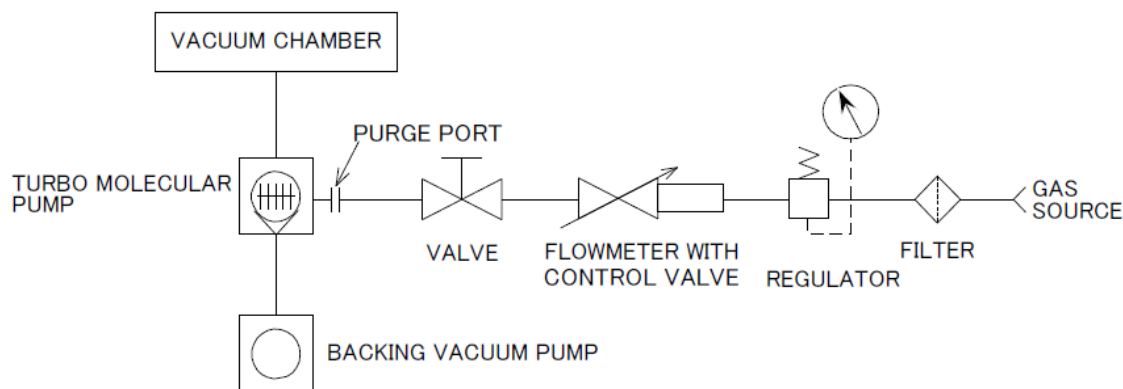 VACUUM CHAMBER
PURGE PORT
TURBO MOLECULAR
PUMP
VALVE
FLOWMETER WITH
CONTROL VALVE
REGULATOR
FILTER
GAS
SOURCE
BACKING VACUUM PUMP